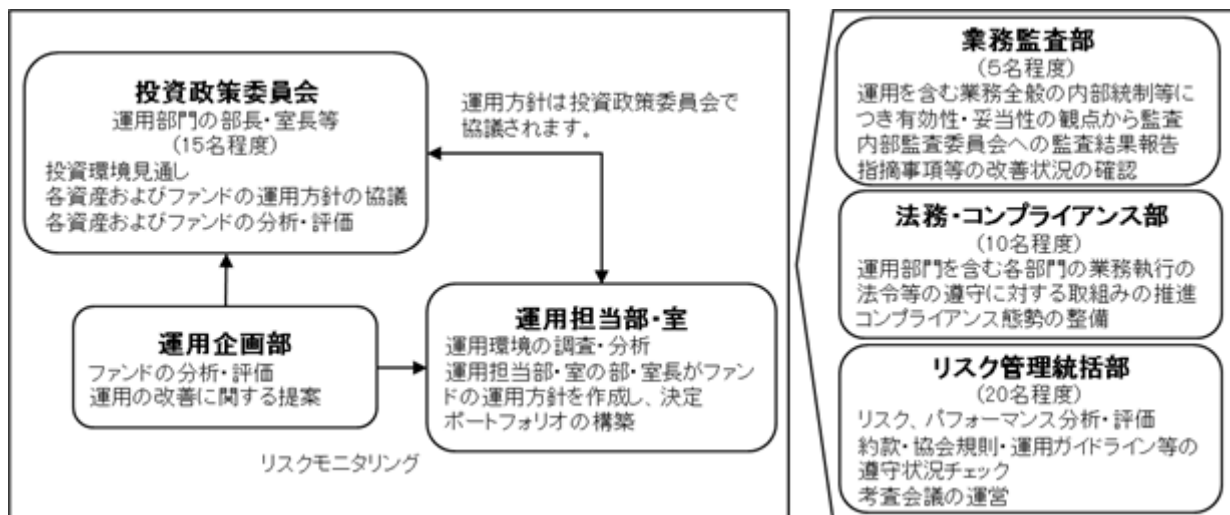 投資政策委員会
運用部門の部長・室長等
(15名程度)
投資環境見通し
各資産およびファンドの運用方針の協議
各資産およびファンドの分析・評価
運用方針は投資政策委員会で
協議されます。
運用企画部
ファンドの分析・評価
運用の改善に関する提案
運用担当部・室
運用環境の調査・分析
運用担当部・室の部・室長がファン
ドの運用方針を作成し、決定
ポートフォリオの構築
リスクモニタリング
業務監査部
(5名程度)
運用を含む業務全般の内部統制等に
つき有効性・妥当性の観点から監査
内部監査委員会への監査結果報告
指摘事項等の改善状況の確認
法務・コンプライアンス部
(10名程度)
運用部門を含む各部門の業務執行の
法令等の遵守に対する取組みの推進
コンプライアンス態勢の整備
リスク管理統括部
(20名程度)
リスク、パフォーマンス分析・評価
約款・協会規則・運用ガイドライン等の
遵守状況チェック
考査会議の運営